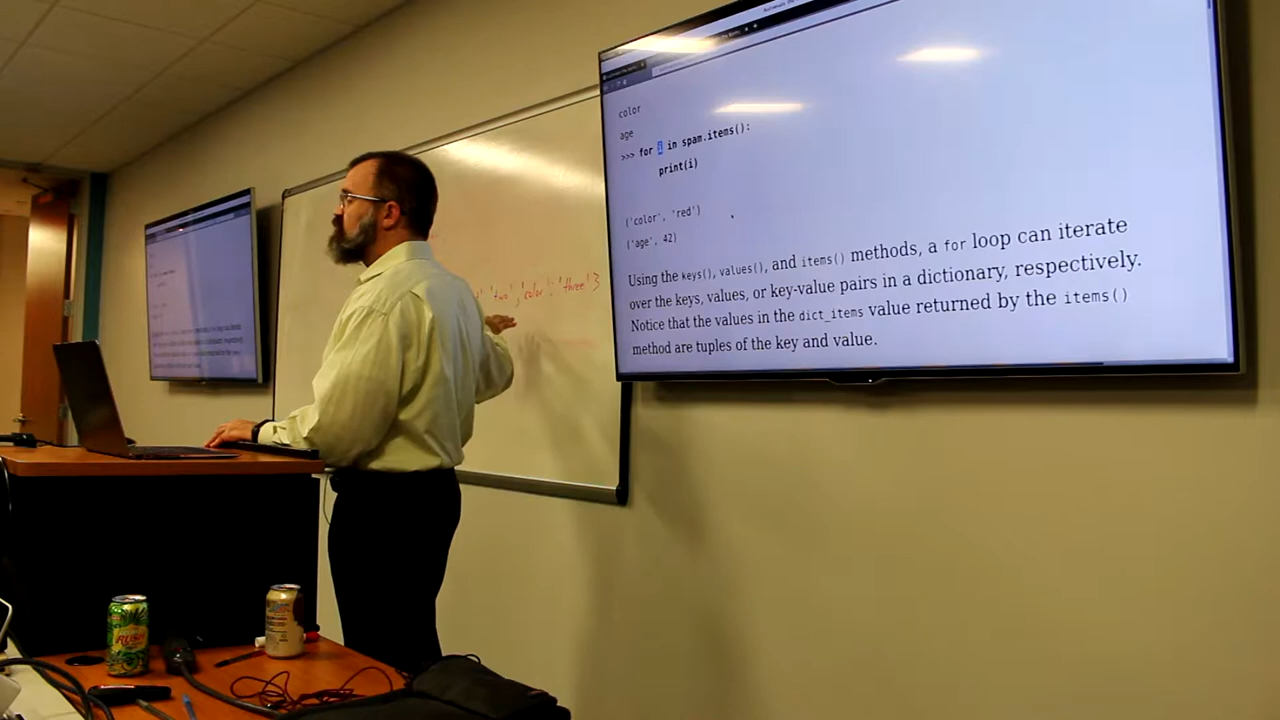 color
age
>>> for i in spam.items():
print(i)
('color', 'red')
('age', 42)
Using the keys(), values(), and items() methods, a for loop can iterate
over the keys, values, or key-value pairs in a dictionary, respectively.
Notice that the values in the dict_items value returned by the items()
method are tuples of the key and value.
'two', 'color': 'three'}
RUSH